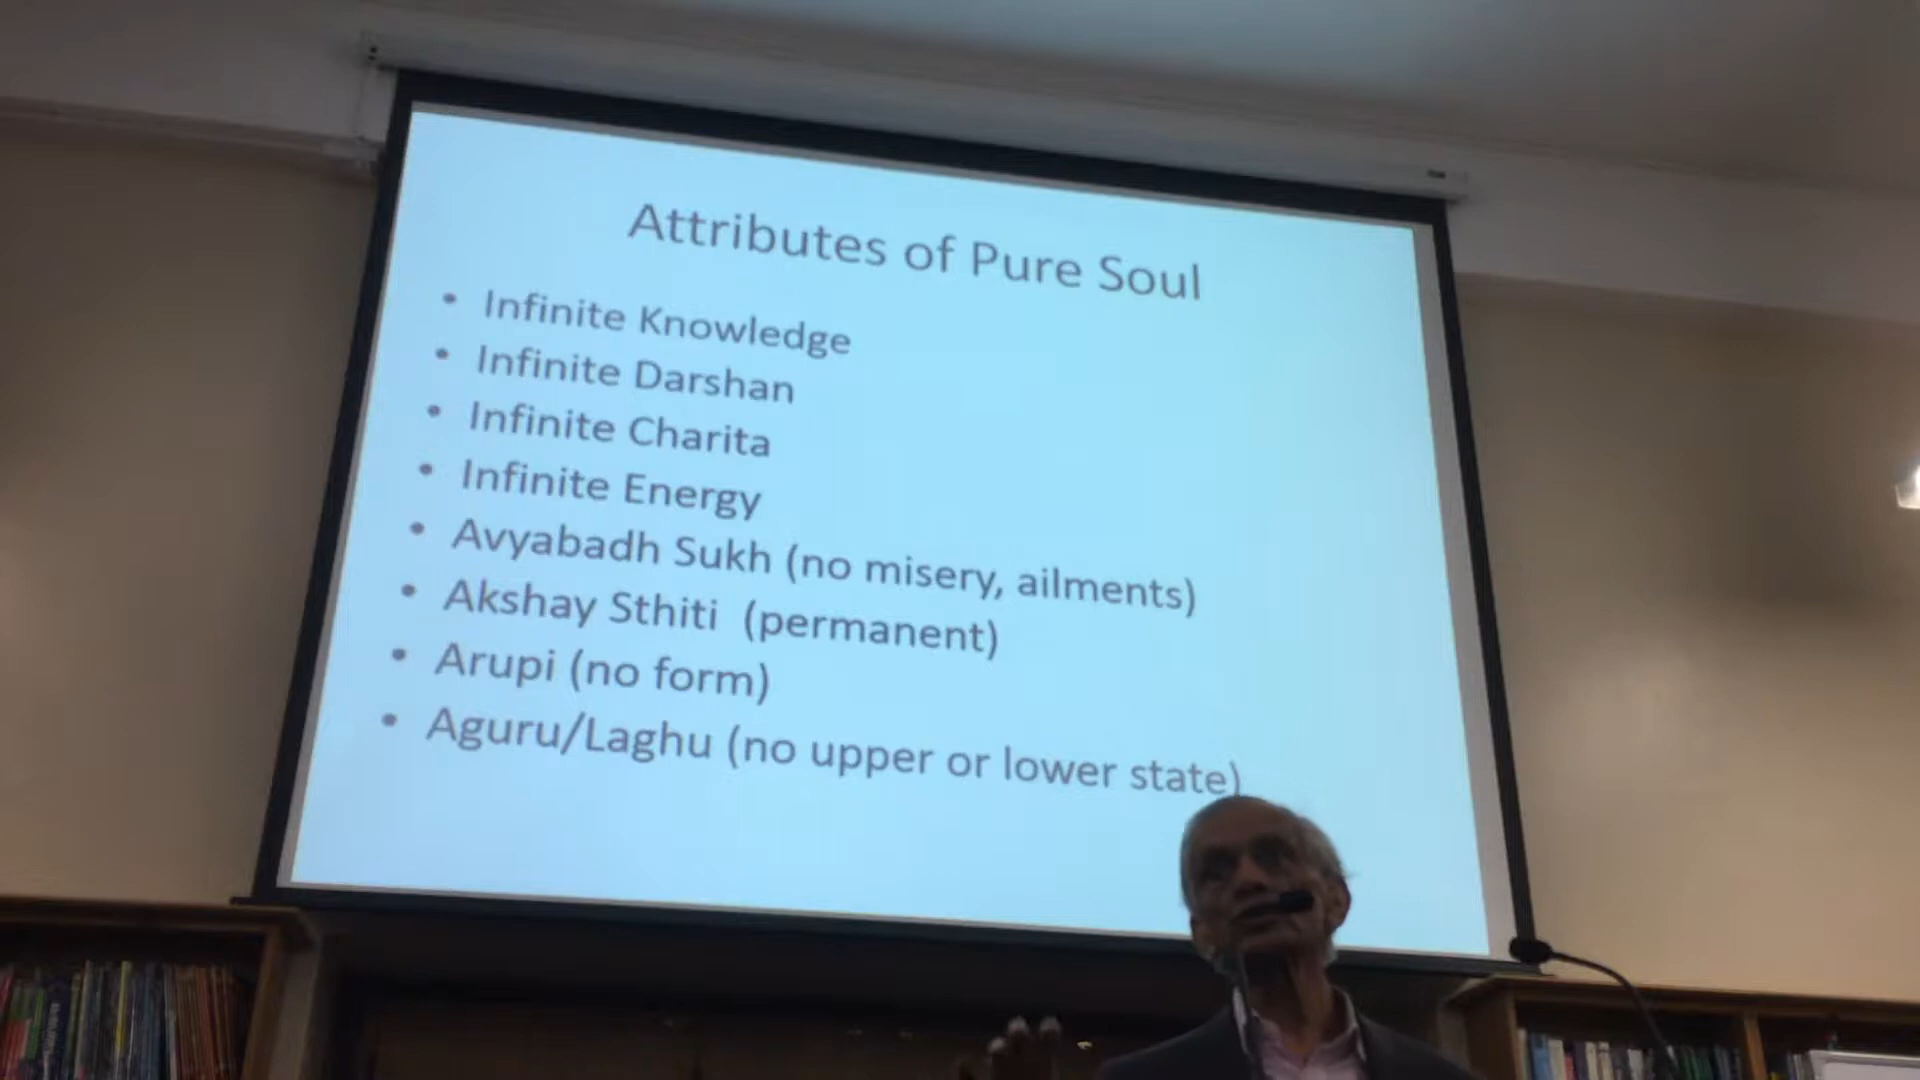 Attributes of Pure Soul
• Infinite Knowledge
• Infinite Darshan
• Infinite Charita
• Infinite Energy
• Avyabadh Sukh (no misery, ailments)
• Akshay Sthiti (permanent)
• Arupi (no form)
• Aguru/Laghu (no upper or lower state)